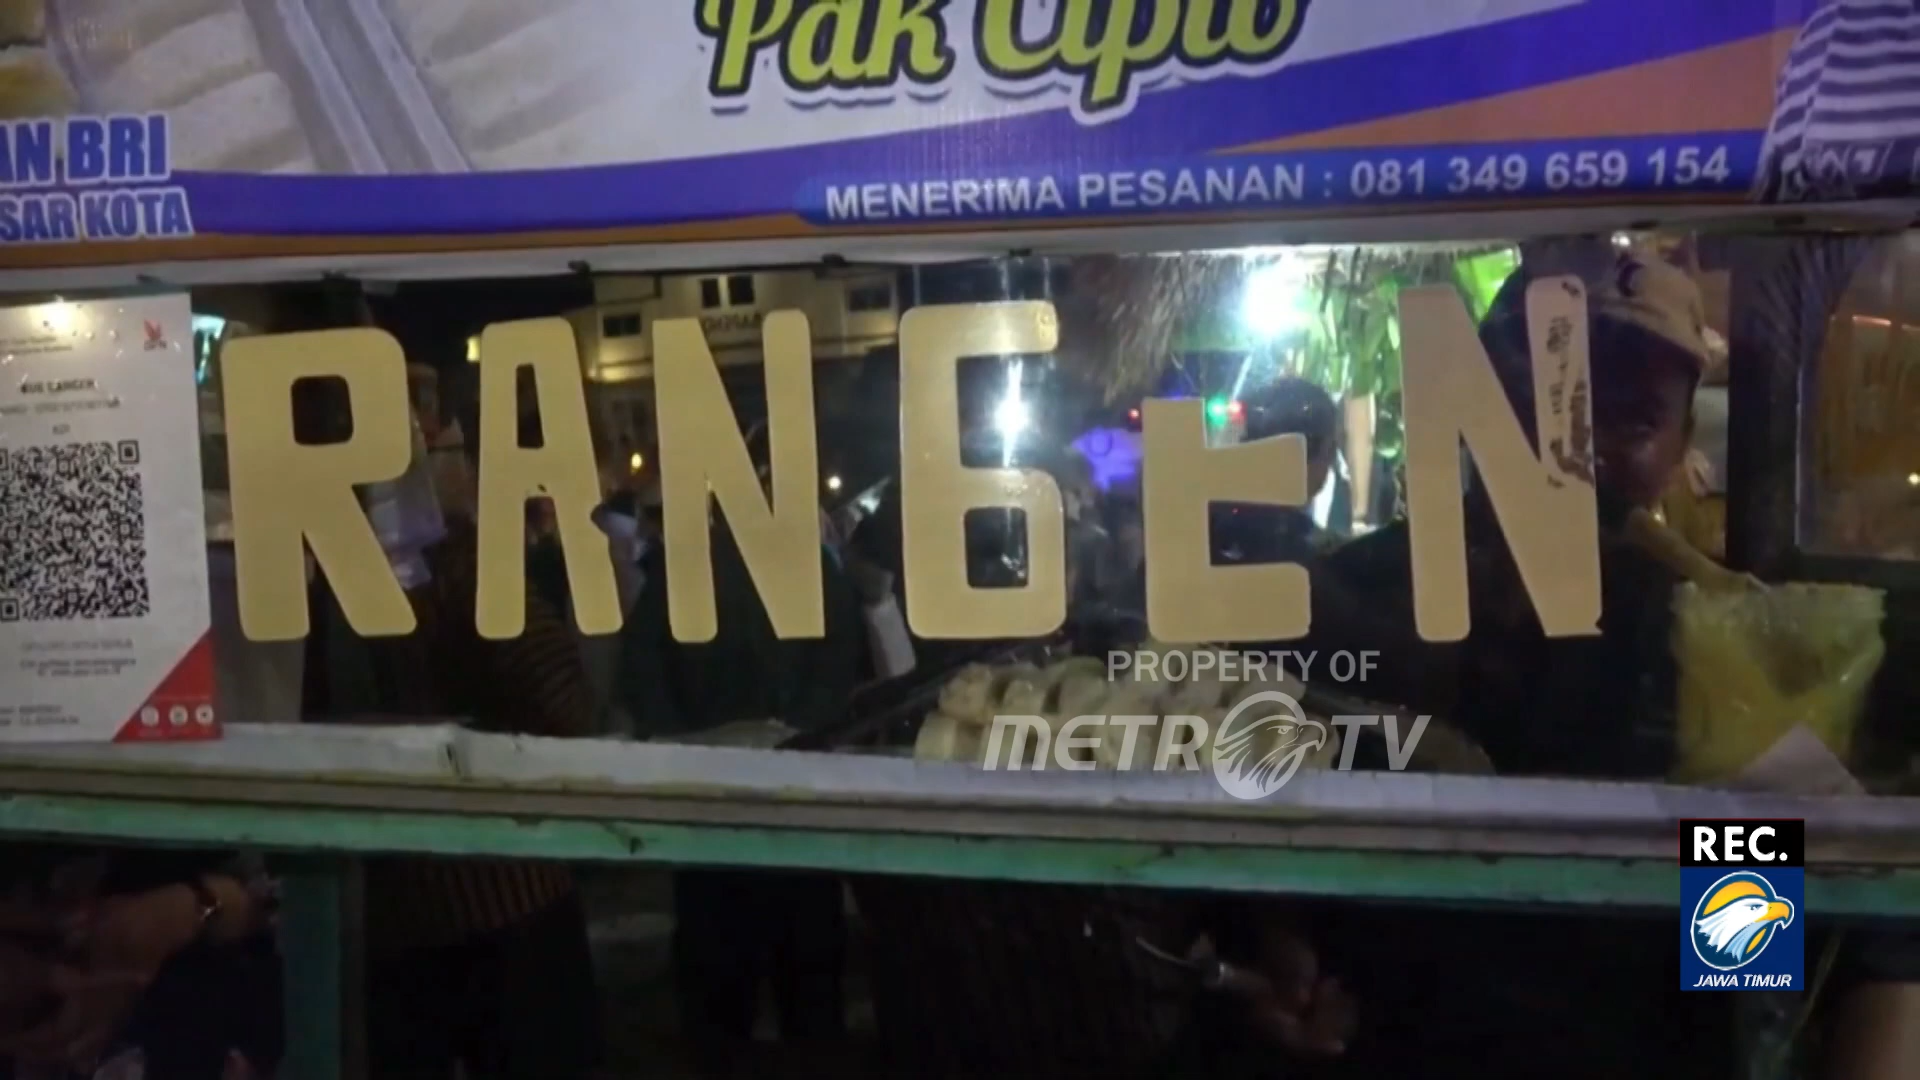 Pak Cipto
AN BRI
SAR KOTA
MENERIMA PESANAN : 081 349 659 154
RANGEN
PROPERTY OF
METRO TV
REC.
JAWA TIMUR